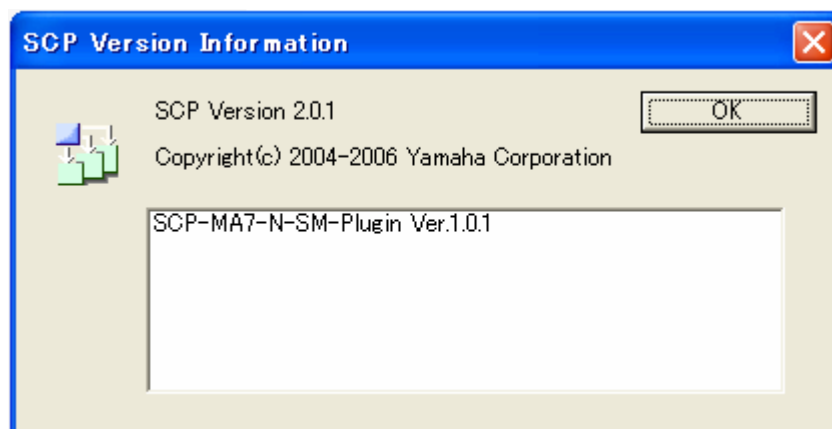 SCP Version Information
SCP Version 2.0.1
OK
Copyright(c) 2004-2006 Yamaha Corporation
SCP-MA7-N-SM-Plugin Ver.1.0.1